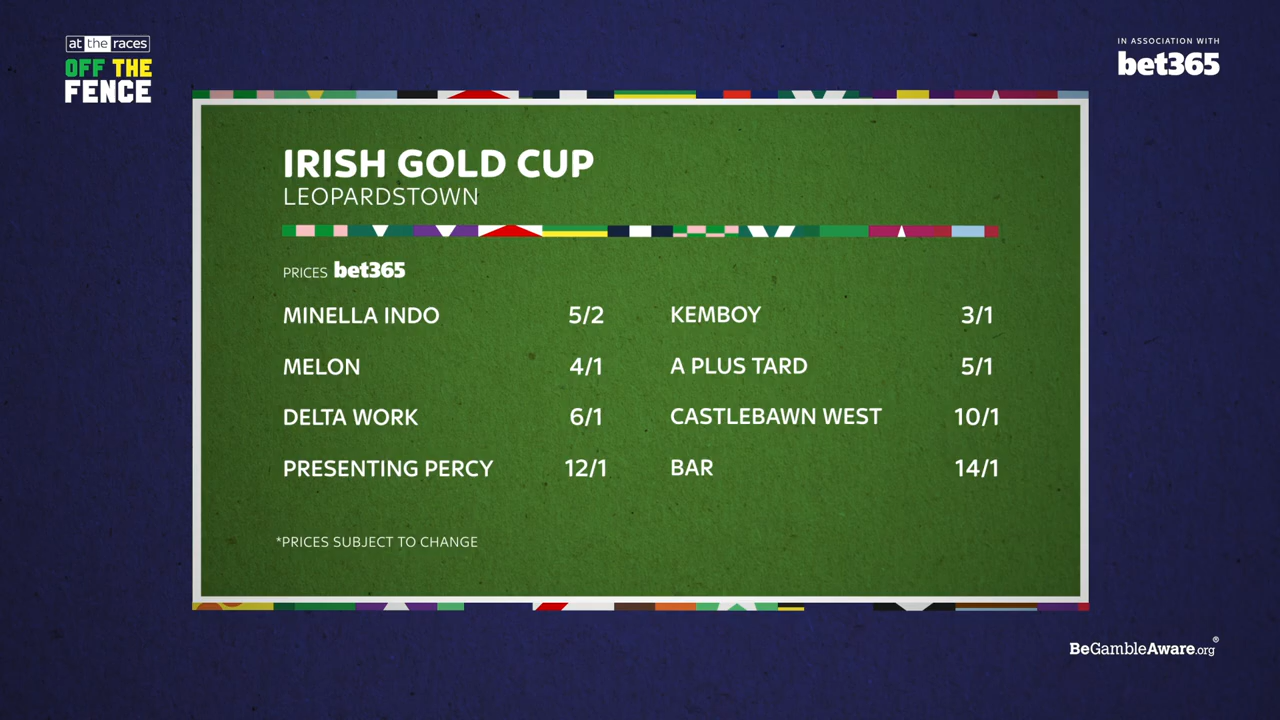 at the races
OFF THE
FENCE
IN ASSOCIATION WITH
bet365
IRISH GOLD CUP
LEOPARDSTOWN
PRICES bet365
MINELLA INDO 5/2 KEMBOY 3/1
MELON 4/1 A PLUS TARD 5/1
DELTA WORK 6/1 CASTLEBAWN WEST 10/1
PRESENTING PERCY 12/1 BAR 14/1
*PRICES SUBJECT TO CHANGE
BeGambleAware.org®